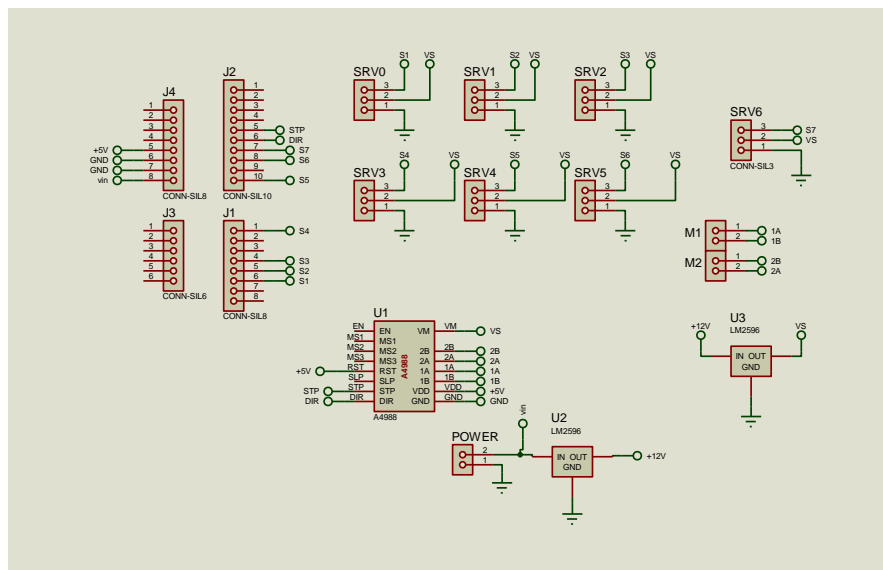 J4
1
2
3
4
+5V 5
GND 6
GND 7
vin 8
CONN-SIL8
J2
1
2
3
4
5 STP
6 DIR
7 S7
8 S6
9
10 S5
CONN-SIL10
S1 VS
SRV0
3
2
1
S2 VS
SRV1
3
2
1
S3 VS
SRV2
3
2
1
SRV6
3 S7
2 VS
1
CONN-SIL3
S4 VS
SRV3
3
2
1
S5 VS
SRV4
3
2
1
S6 VS
SRV5
3
2
1
J3
1
2
3
4
5
6
CONN-SIL6
J1
1 S4
2
3
4 S3
5 S2
6 S1
7
8
CONN-SIL8
M1
1 1A
2 1B
M2
1 2B
2 2A
U1
EN EN VM VM VS
MS1 MS1
MS2 MS2 2B 2B 2B
MS3 MS3 2A 2A 2A
+5V RST RST 1A 1A 1A
SLP SLP 1B 1B 1B
STP STP STP VDD VDD +5V
DIR DIR DIR GND GND GND
A4988
A4988
U3
LM2596
+12V VS
IN OUT
GND
vin
POWER
2
1
U2
LM2596
IN OUT
GND
+12V